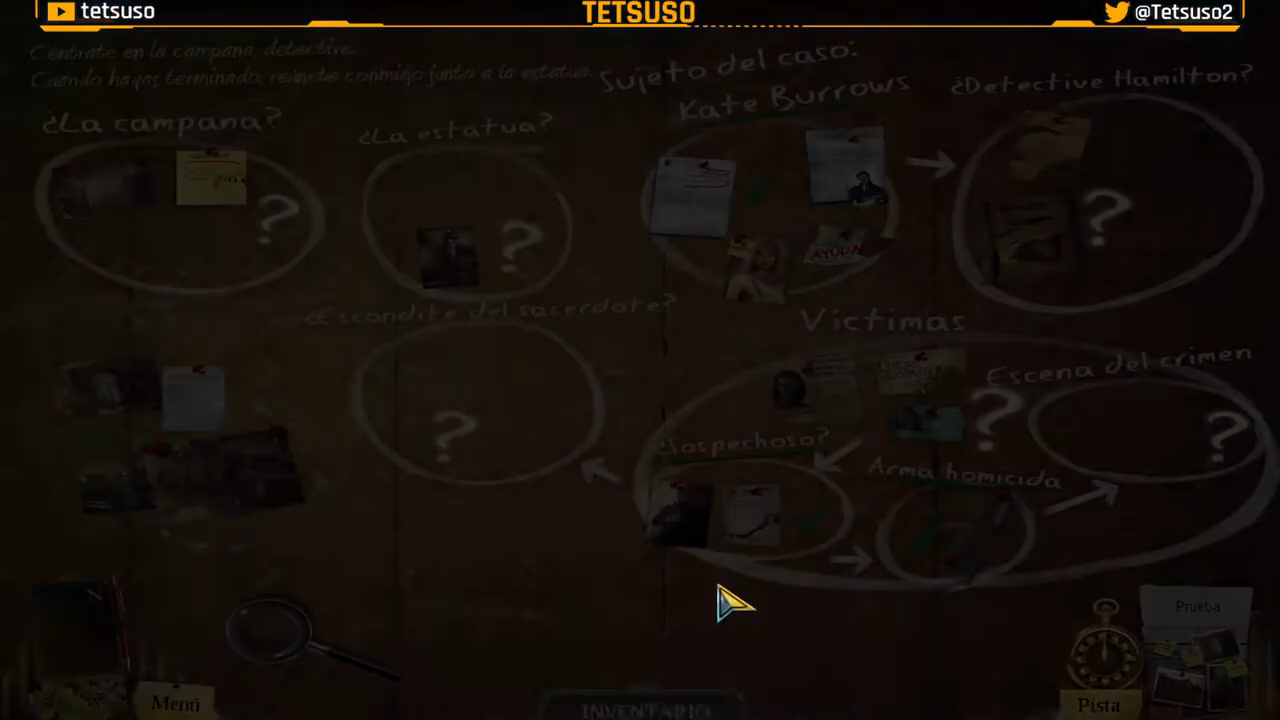 tetsuso
TETSUSO
@Tetsuso2
Céntrate en la campana, detective.
Cuando hayas terminado, reúnete conmigo junto a la estatua.
Sujeto del caso:
Kate Burrows
¿Detective Hamilton?
¿La campana?
¿La estatua?
?
?
?
AYUDA
¿Escondite del sacerdote?
Víctimas
Escena del crimen
?
?
?
¿Sospechoso?
Arma homicida
N
Prueba
Menú
INVENTARIO
Pista